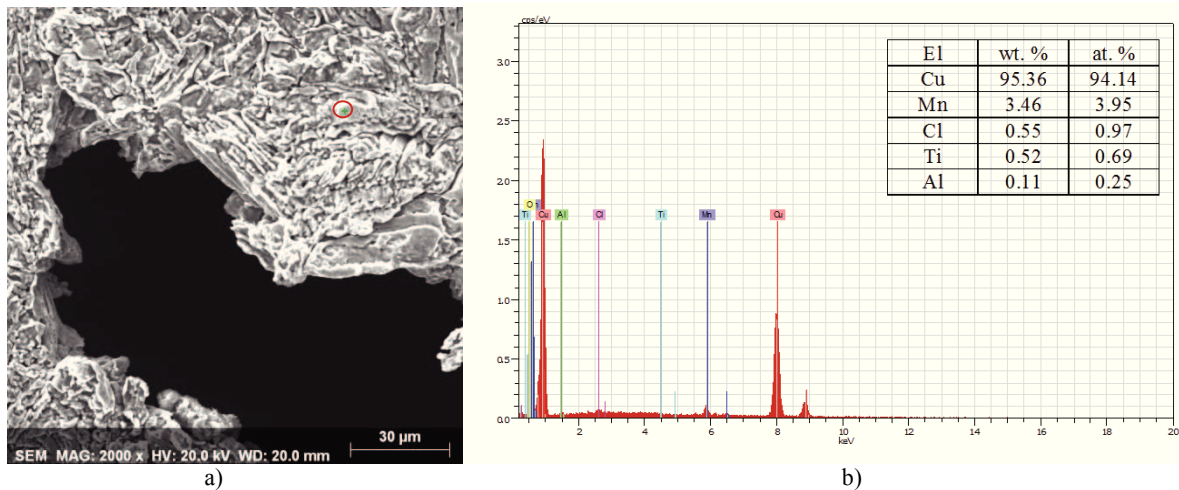 30 µm
SEM MAG: 2000 x HV: 20.0 kV WD: 20.0 mm
a)
cps/eV
El wt. % at. %
Cu 95.36 94.14
Mn 3.46 3.95
Cl 0.55 0.97
Ti 0.52 0.69
Al 0.11 0.25
3.0
2.5
2.0
1.5
1.0
0.5
0.0
O
Ti Cu Al Cl Ti Mn Cu
2 4 6 8 10 12 14 16 18 20
keV
b)